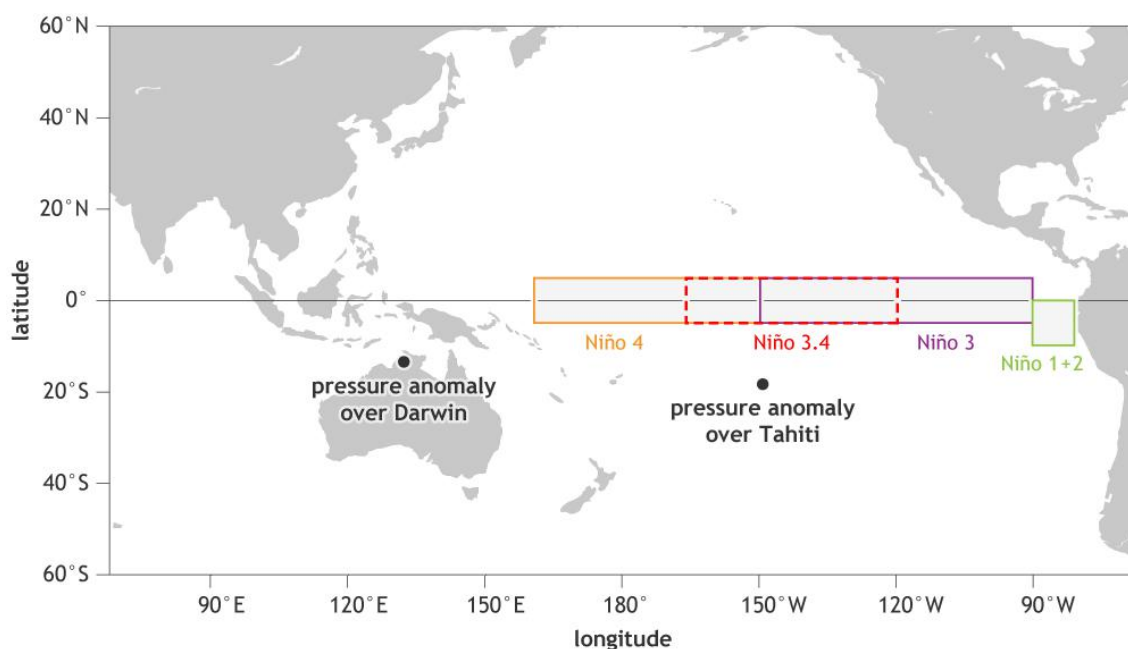 60°N
40°N
20°N
0°
20°S
40°S
60°S
latitude
Niño 4
Niño 3.4
Niño 3
Niño 1+2
pressure anomaly
over Darwin
pressure anomaly
over Tahiti
90°E
120°E
150°E
180°
150°W
120°W
90°W
longitude